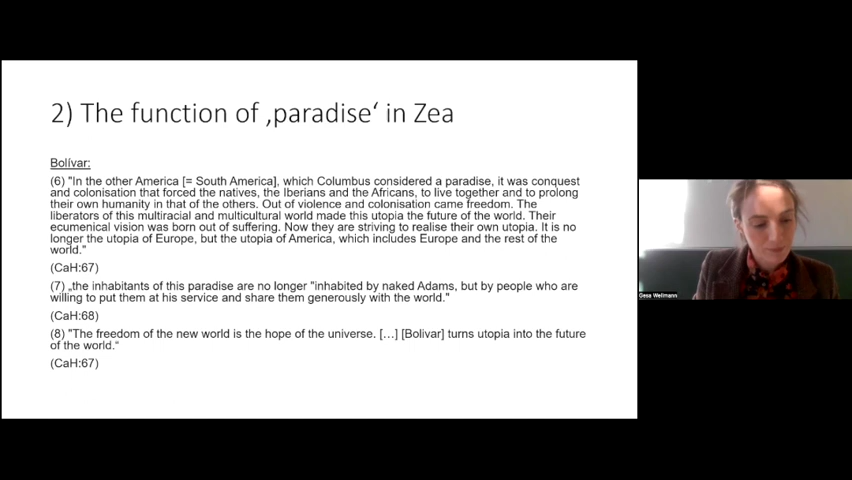 2) The function of ‚paradise‘ in Zea
Bolívar:
(6) "In the other America [= South America], which Columbus considered a paradise, it was conquest
and colonisation that forced the natives, the Iberians and the Africans, to live together and to prolong
their own humanity in that of the others. Out of violence and colonisation came freedom. The
liberators of this multiracial and multicultural world made this utopia the future of the world. Their
ecumenical vision was born out of suffering. Now they are striving to realise their own utopia. It is no
longer the utopia of Europe, but the utopia of America, which includes Europe and the rest of the
world."
(CaH:67)
(7) „the inhabitants of this paradise are no longer "inhabited by naked Adams, but by people who are
willing to put them at his service and share them generously with the world."
(CaH:68)
(8) "The freedom of the new world is the hope of the universe. […] [Bolivar] turns utopia into the future
of the world.“
(CaH:67)
Gesa Wellmann